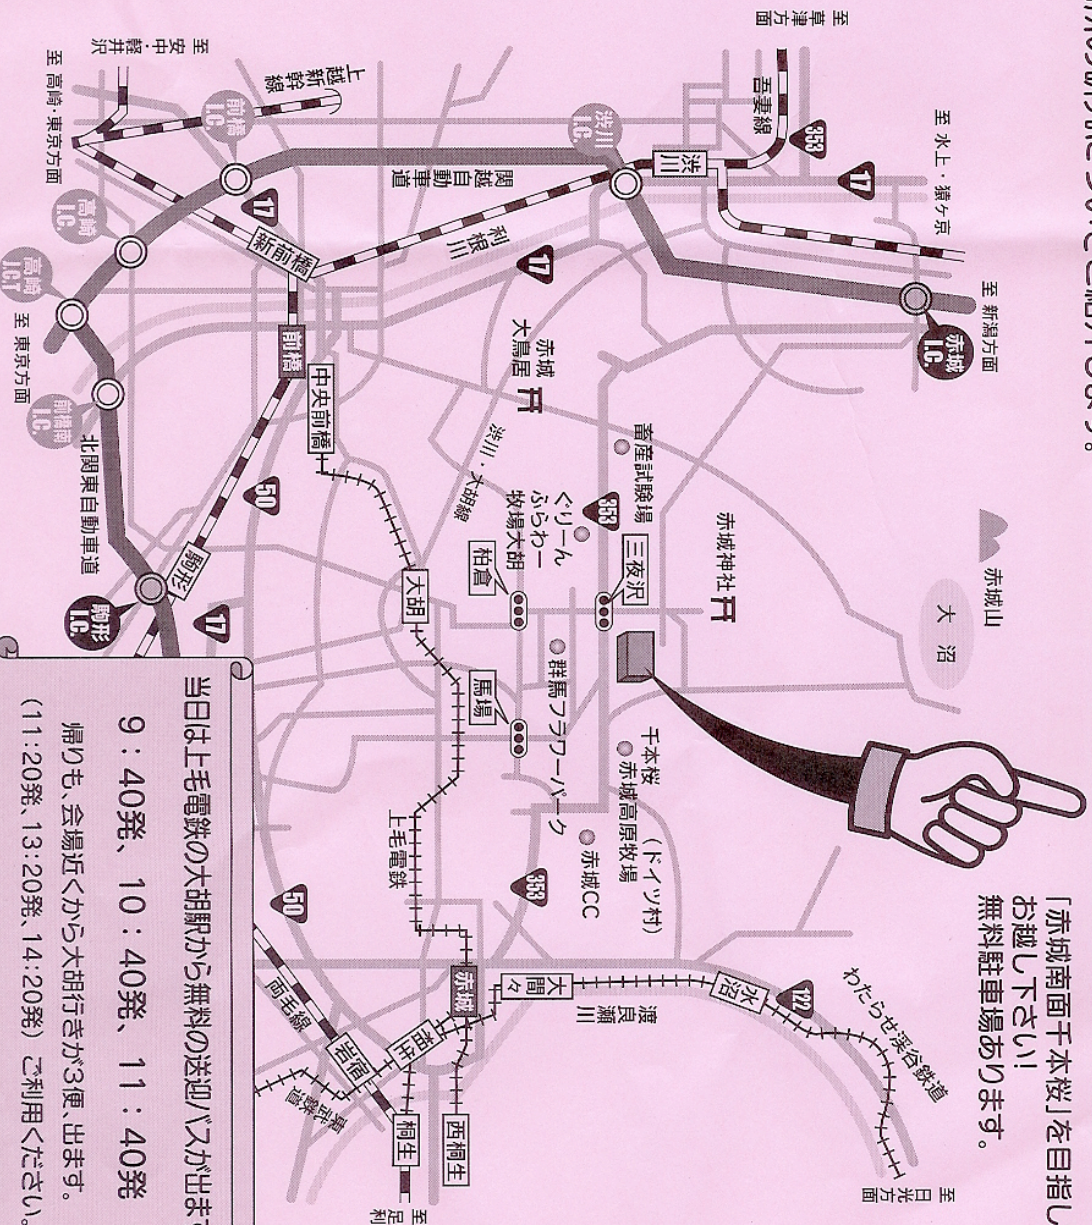 「赤城南面千本桜」を目指し
お越し下さい!
無料駐車場あります。
至 草津方面
吾妻線
353
17
至 水上・猿ヶ京
至 新潟方面
赤城I.C.
渋川
渋川I.C.
至 安中・軽井沢
至 高崎・東京方面
上越新幹線
前橋I.C.
関越自動車道
17
高崎I.C.
高崎J.C.T
至 東京方面
新前橋
利根川
17
前橋
中央前橋
前橋南I.C.
北関東自動車道
50
駒形
駒形I.C.
17
赤城山
大沼
赤城大鳥居
渋川・大胡線
畜産試験場
353
ぐりーんふらわー牧場大胡
赤城神社
三夜沢
柏倉
大胡
群馬フラワーパーク
馬場
千本桜
赤城高原牧場
(ドイツ村)
赤城CC
353
上毛電鉄
50
赤城
大間々
渡良瀬川
水沼
122
わたらせ渓谷鉄道
至 日光方面
相生
岩宿
両毛線
東武鉄道
桐生
西桐生
至 足利
当日は上毛電鉄の大胡駅から無料の送迎バスが出ま
9:40発、10:40発、11:40発
帰りも、会場近くから大胡行きが3便、出ます。
(11:20発、13:20発、14:20発)ご利用ください。